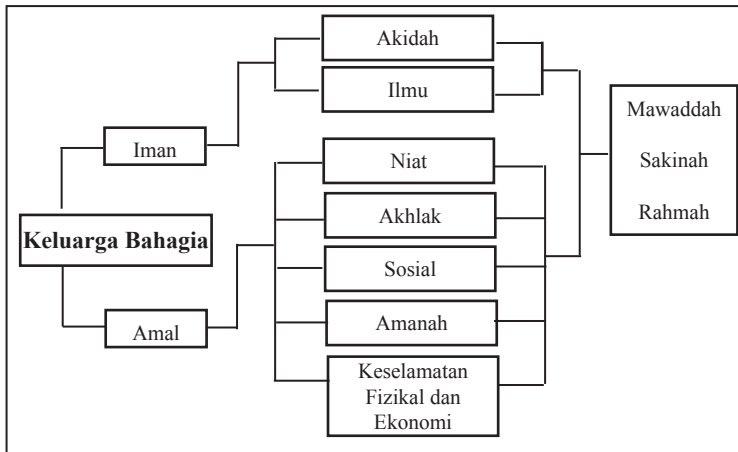 Akidah
Ilmu
Iman
Niat
Akhlak
Keluarga Bahagia
Sosial
Amal
Amanah
Keselamatan
Fizikal dan
Ekonomi
Mawaddah
Sakinah
Rahmah